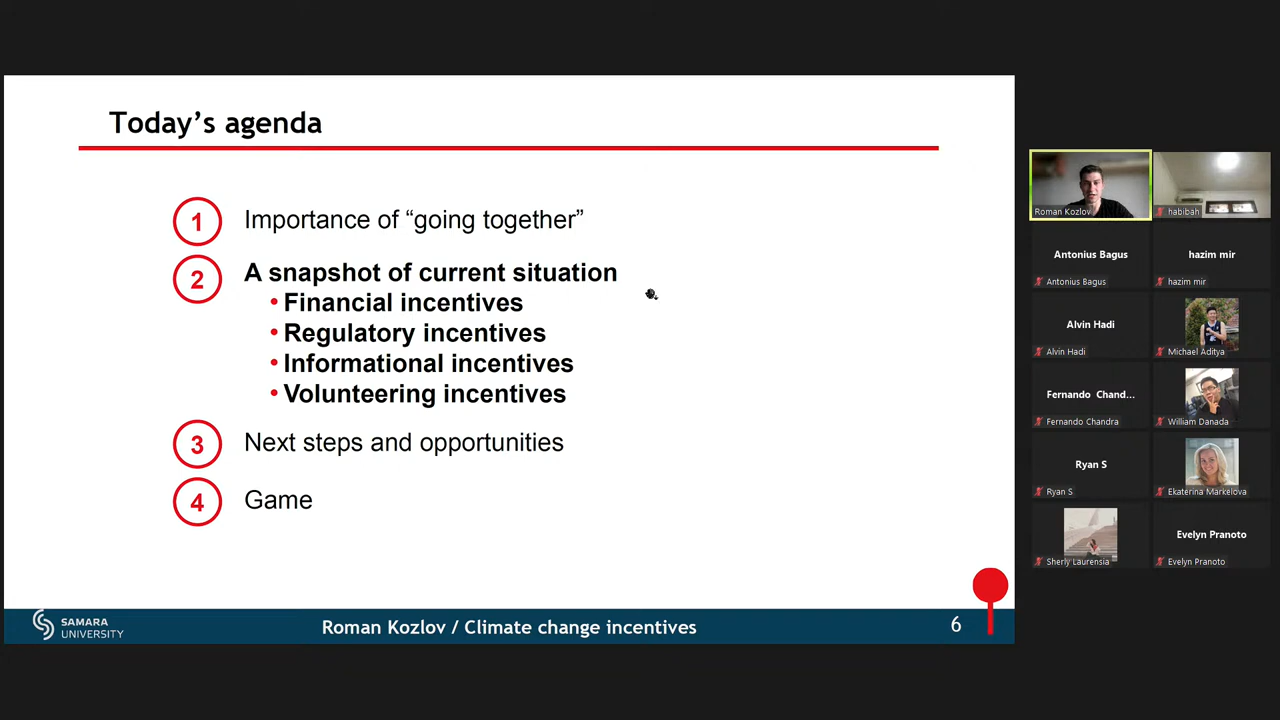 Today’s agenda
1 Importance of “going together”
2 A snapshot of current situation
• Financial incentives
• Regulatory incentives
• Informational incentives
• Volunteering incentives
3 Next steps and opportunities
4 Game
SAMARA
UNIVERSITY
Roman Kozlov / Climate change incentives
6
Roman Kozlov
habibah
Antonius Bagus
Antonius Bagus
hazim mir
hazim mir
Alvin Hadi
Alvin Hadi
Michael Aditya
Fernando Chand...
Fernando Chandra
William Danada
Ryan S
Ryan S
Ekaterina Markelova
Sherly Laurensia
Evelyn Pranoto
Evelyn Pranoto